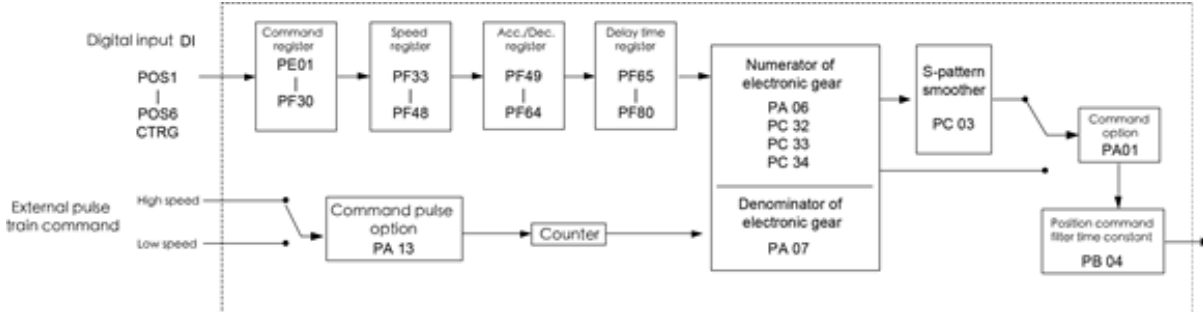 Digital input DI
POS1
|
POS6
CTRG
Command
register
PE01
|
PF30
Speed
register
PF33
|
PF48
Acc./Dec.
register
PF49
|
PF64
Delay time
register
PF65
|
PF80
Numerator of
electronic gear
PA 06
PC 32
PC 33
PC 34
Denominator of
electronic gear
PA 07
S-pattern
smoother
PC 03
Command
option
PA01
Position command
filter time constant
PB 04
External pulse
train command
High speed
Low speed
Command pulse
option
PA 13
Counter